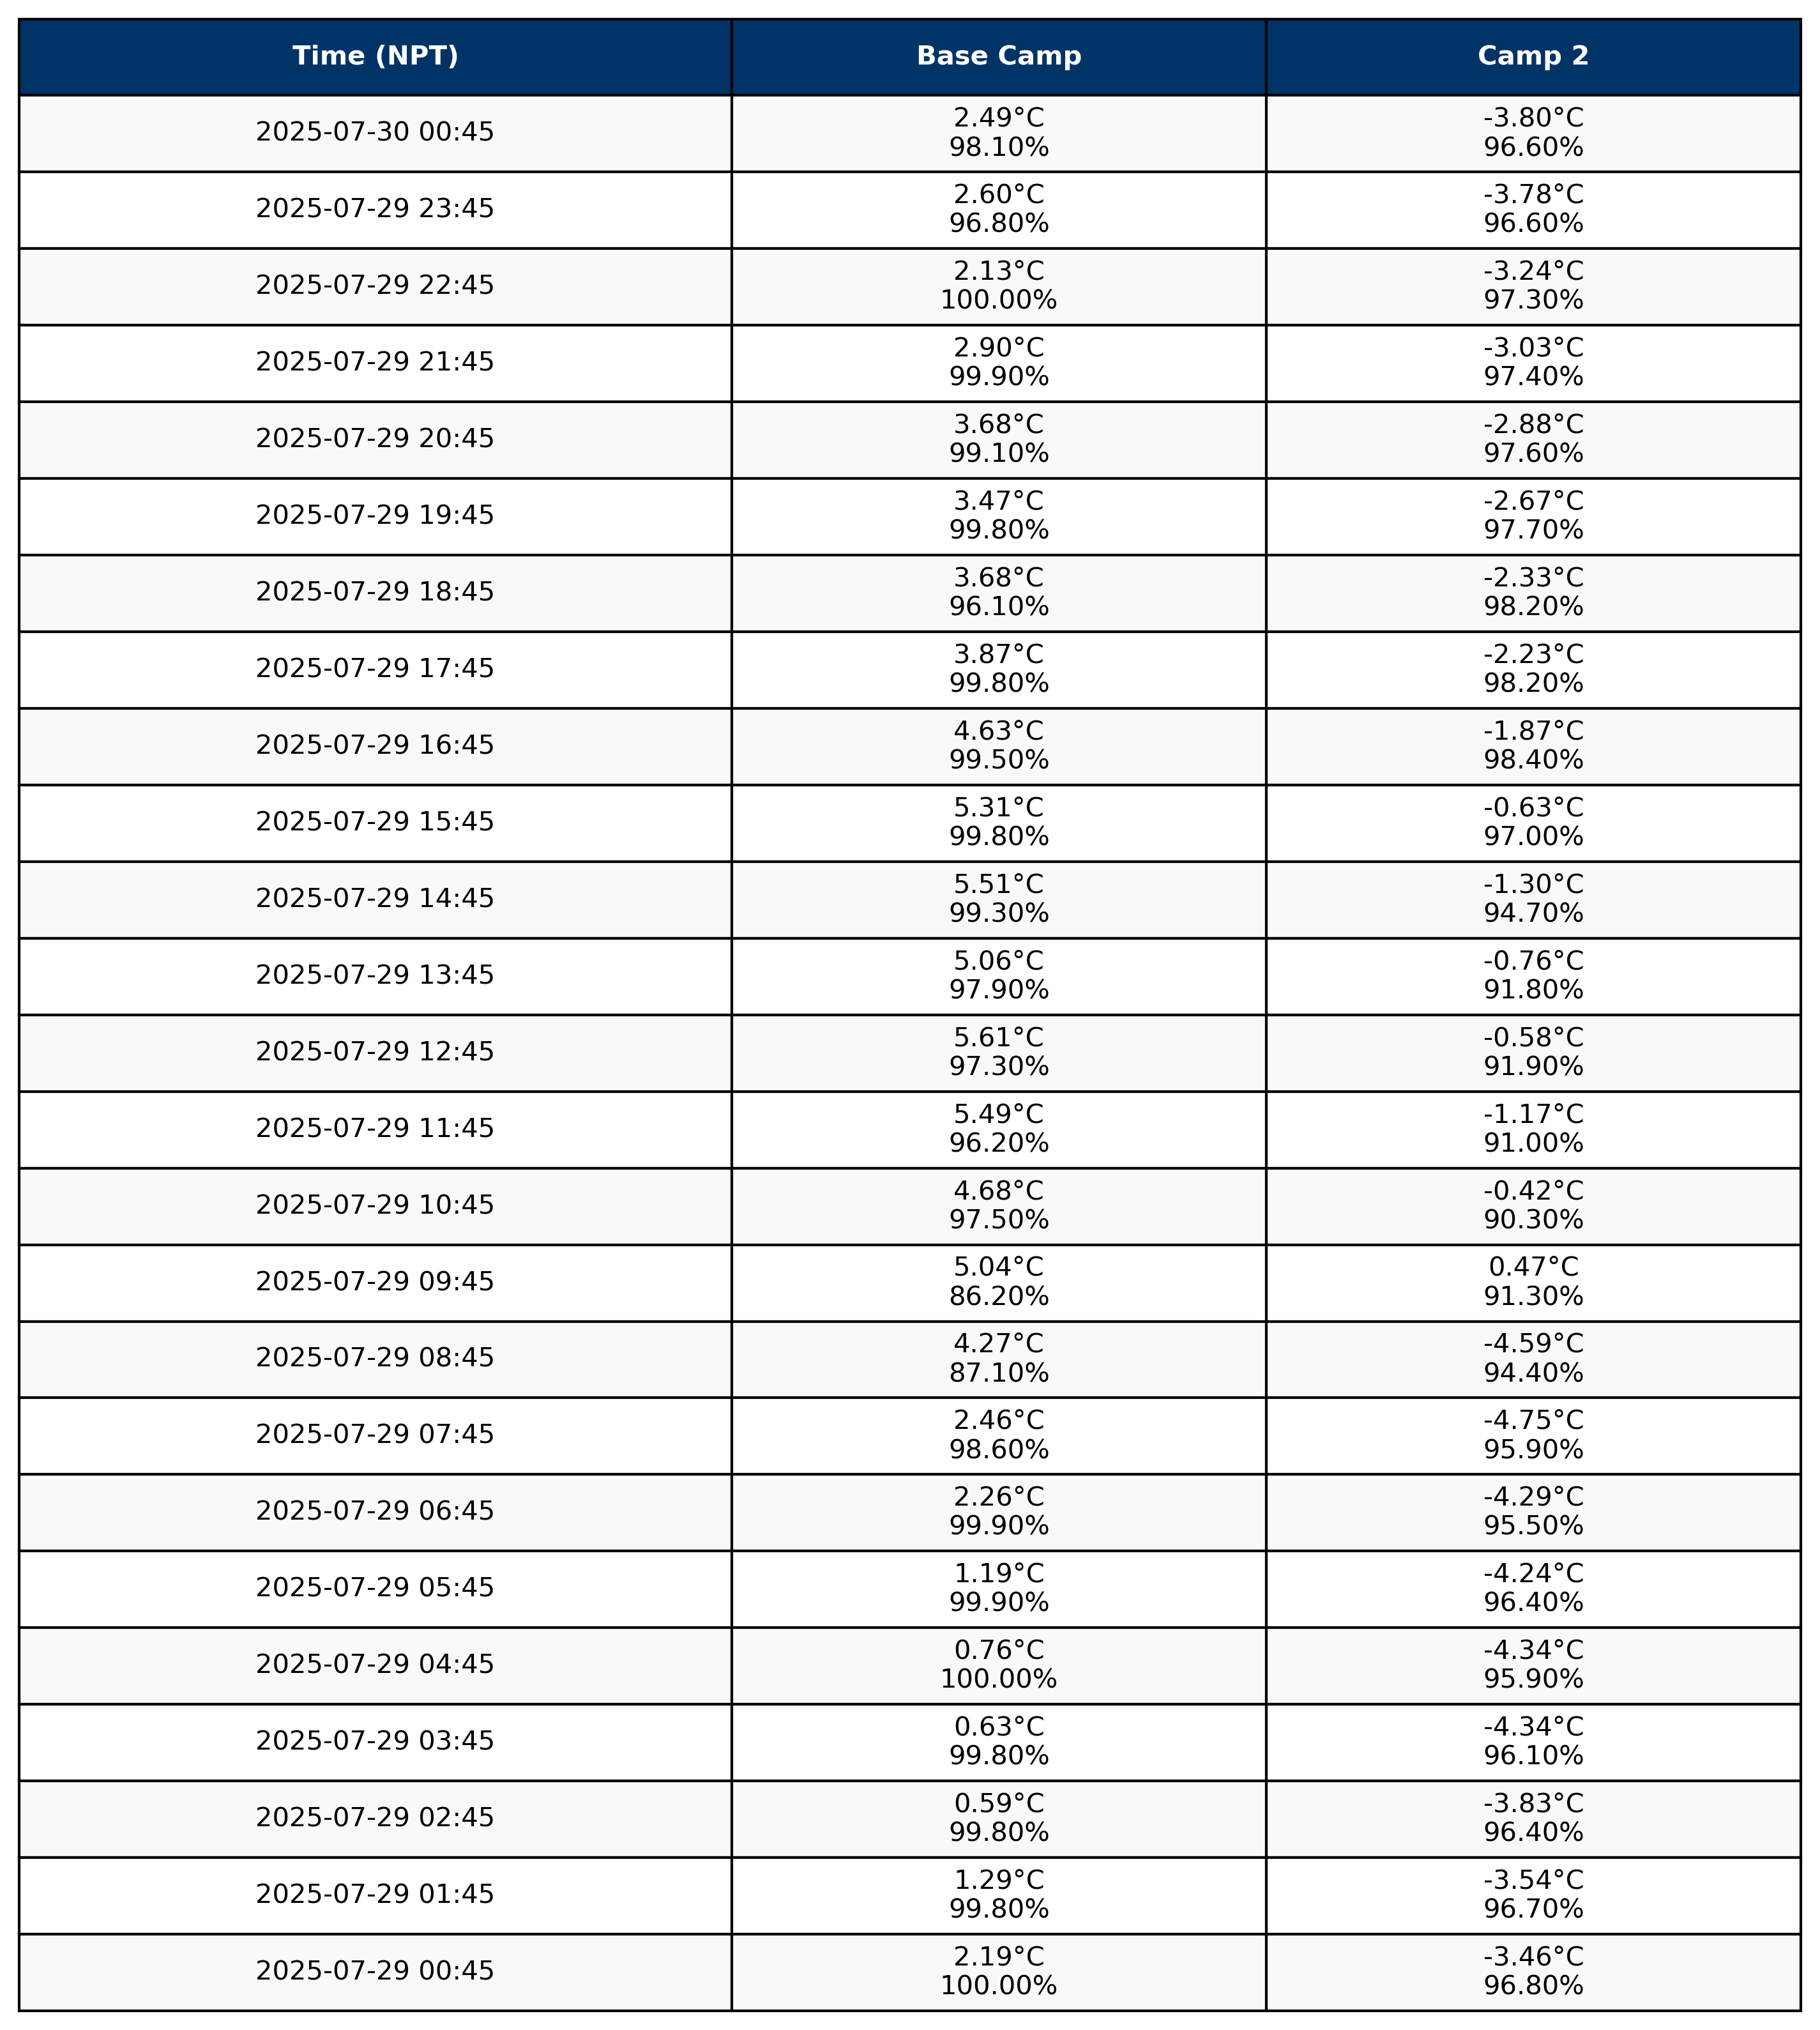 Time (NPT) Base Camp Camp 2
2025-07-30 00:45 2.49°C -3.80°C
98.10% 96.60%
2025-07-29 23:45 2.60°C -3.78°C
96.80% 96.60%
2025-07-29 22:45 2.13°C -3.24°C
100.00% 97.30%
2025-07-29 21:45 2.90°C -3.03°C
99.90% 97.40%
2025-07-29 20:45 3.68°C -2.88°C
99.10% 97.60%
2025-07-29 19:45 3.47°C -2.67°C
99.80% 97.70%
2025-07-29 18:45 3.68°C -2.33°C
96.10% 98.20%
2025-07-29 17:45 3.87°C -2.23°C
99.80% 98.20%
2025-07-29 16:45 4.63°C -1.87°C
99.50% 98.40%
2025-07-29 15:45 5.31°C -0.63°C
99.80% 97.00%
2025-07-29 14:45 5.51°C -1.30°C
99.30% 94.70%
2025-07-29 13:45 5.06°C -0.76°C
97.90% 91.80%
2025-07-29 12:45 5.61°C -0.58°C
97.30% 91.90%
2025-07-29 11:45 5.49°C -1.17°C
96.20% 91.00%
2025-07-29 10:45 4.68°C -0.42°C
97.50% 90.30%
2025-07-29 09:45 5.04°C 0.47°C
86.20% 91.30%
2025-07-29 08:45 4.27°C -4.59°C
87.10% 94.40%
2025-07-29 07:45 2.46°C -4.75°C
98.60% 95.90%
2025-07-29 06:45 2.26°C -4.29°C
99.90% 95.50%
2025-07-29 05:45 1.19°C -4.24°C
99.90% 96.40%
2025-07-29 04:45 0.76°C -4.34°C
100.00% 95.90%
2025-07-29 03:45 0.63°C -4.34°C
99.80% 96.10%
2025-07-29 02:45 0.59°C -3.83°C
99.80% 96.40%
2025-07-29 01:45 1.29°C -3.54°C
99.80% 96.70%
2025-07-29 00:45 2.19°C -3.46°C
100.00% 96.80%